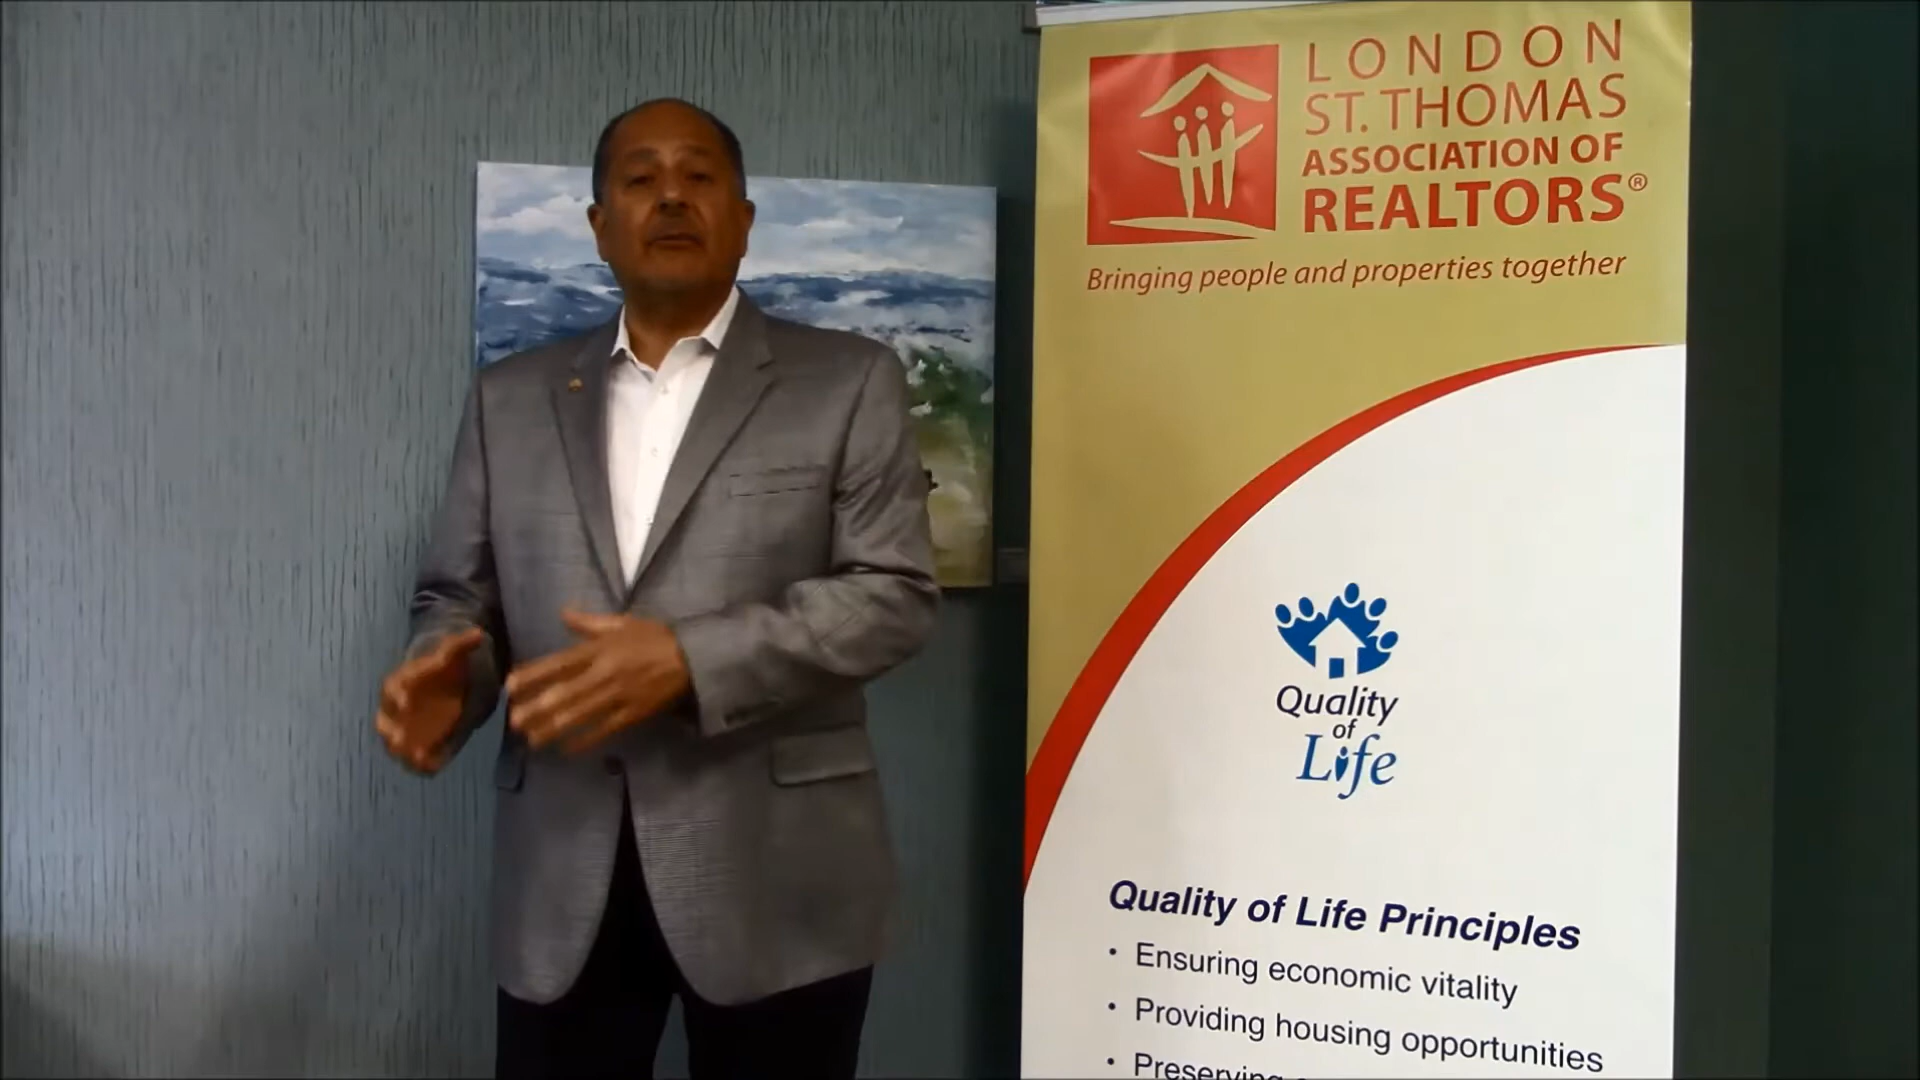 LONDON
ST. THOMAS
ASSOCIATION OF
REALTORS®
Bringing people and properties together
Quality
of
Life
Quality of Life Principles
• Ensuring economic vitality
• Providing housing opportunities
• Preserving